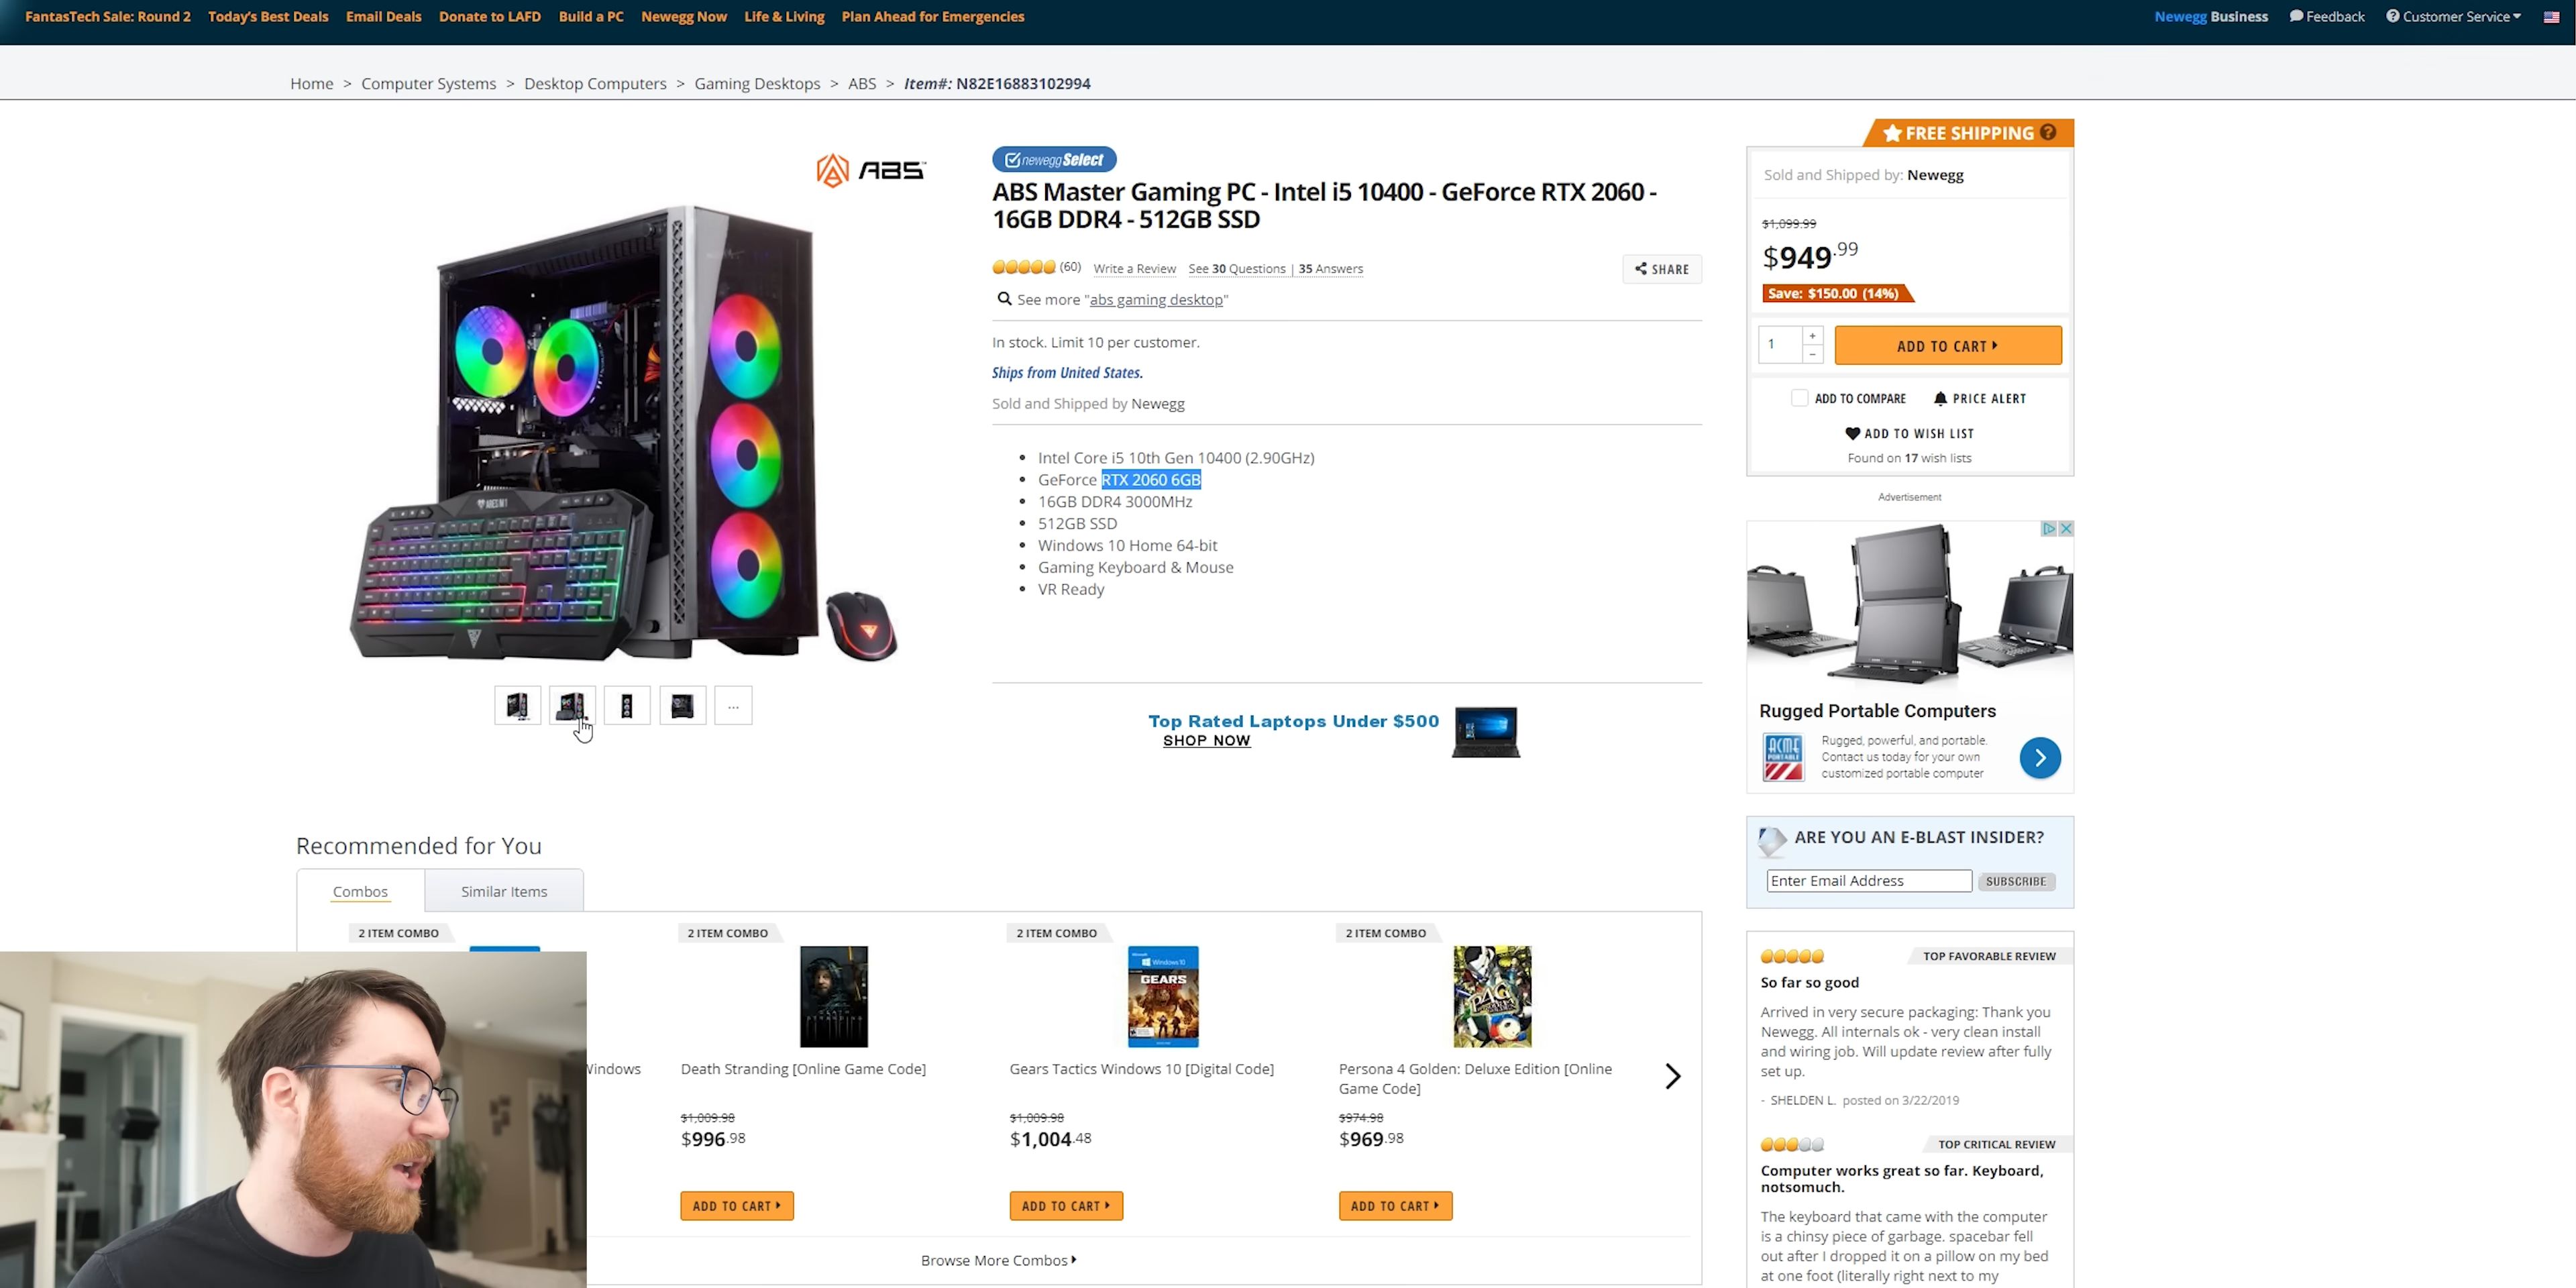 FantasTech Sale: Round 2 Today's Best Deals Email Deals Donate to LAFD Build a PC Newegg Now Life & Living Plan Ahead for Emergencies
Newegg Business Feedback Customer Service
Home > Computer Systems > Desktop Computers > Gaming Desktops > ABS > Item#: N82E16883102994
ABS
newegg Select
ABS Master Gaming PC - Intel i5 10400 - GeForce RTX 2060 -
16GB DDR4 - 512GB SSD
(60) Write a Review See 30 Questions | 35 Answers
SHARE
See more "abs gaming desktop"
In stock. Limit 10 per customer.
Ships from United States.
Sold and Shipped by Newegg
• Intel Core i5 10th Gen 10400 (2.90GHz)
• GeForce RTX 2060 6GB
• 16GB DDR4 3000MHz
• 512GB SSD
• Windows 10 Home 64-bit
• Gaming Keyboard & Mouse
• VR Ready
...
Top Rated Laptops Under $500
SHOP NOW
FREE SHIPPING ?
Sold and Shipped by: Newegg
$1,099.99
$949.99
Save: $150.00 (14%)
1 + -
ADD TO CART
ADD TO COMPARE PRICE ALERT
ADD TO WISH LIST
Found on 17 wish lists
Advertisement
Rugged Portable Computers
ACME
PORTABLE
Rugged, powerful, and portable.
Contact us today for your own
customized portable computer
ARE YOU AN E-BLAST INSIDER?
Enter Email Address SUBSCRIBE
Recommended for You
Combos Similar Items
2 ITEM COMBO
2 ITEM COMBO
DEATH
STRANDING
Windows
Death Stranding [Online Game Code]
$1,009.98
$996.98
ADD TO CART
2 ITEM COMBO
Windows 10
GEARS
Gears Tactics Windows 10 [Digital Code]
$1,009.98
$1,004.48
ADD TO CART
2 ITEM COMBO
P4G
Persona 4 Golden: Deluxe Edition [Online
Game Code]
$974.98
$969.98
ADD TO CART
Browse More Combos
TOP FAVORABLE REVIEW
So far so good
Arrived in very secure packaging: Thank you
Newegg. All internals ok - very clean install
and wiring job. Will update review after fully
set up.
- SHELDEN L. posted on 3/22/2019
TOP CRITICAL REVIEW
Computer works great so far. Keyboard,
notsomuch.
The keyboard that came with the computer
is a chinsy piece of garbage. spacebar fell
out after I dropped it on a pillow on my bed
at one foot (literally right next to my